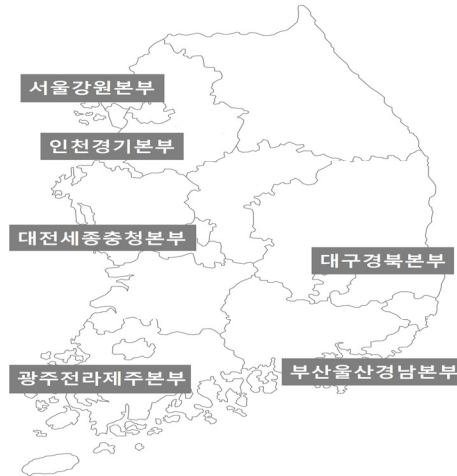 서울강원본부
인천경기본부
대전세종충청본부
대구경북본부
광주전라제주본부
부산울산경남본부